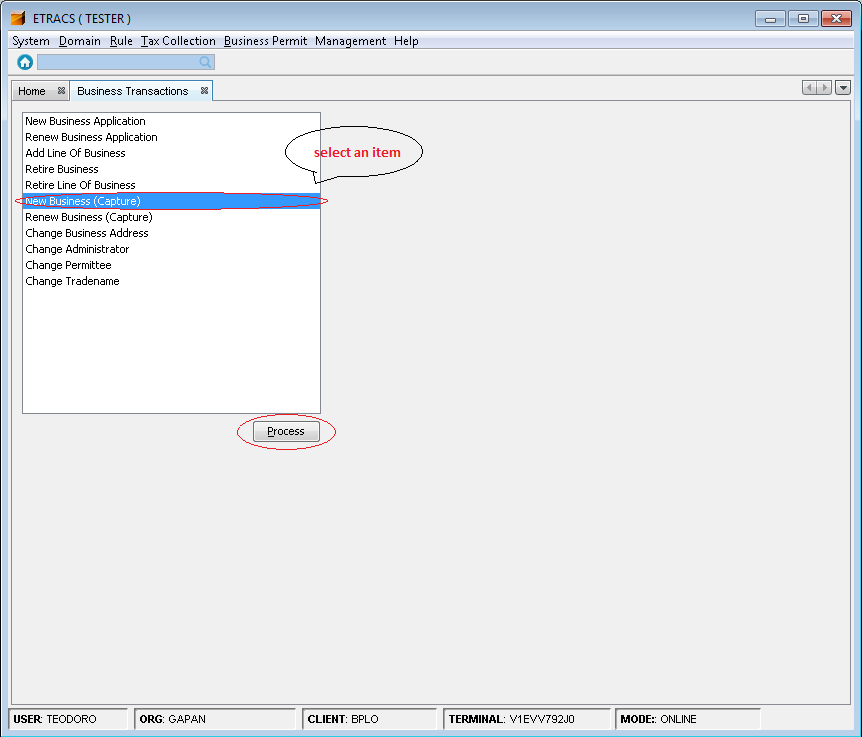 ETRACS ( TESTER )
System Domain Rule Tax Collection Business Permit Management Help
Home Business Transactions
New Business Application
Renew Business Application
Add Line Of Business
Retire Business
Retire Line Of Business
New Business (Capture)
Renew Business (Capture)
Change Business Address
Change Administrator
Change Permittee
Change Tradename
select an item
Process
USER: TEODORO ORG: GAPAN CLIENT: BPLO TERMINAL: V1EVV792J0 MODE:: ONLINE